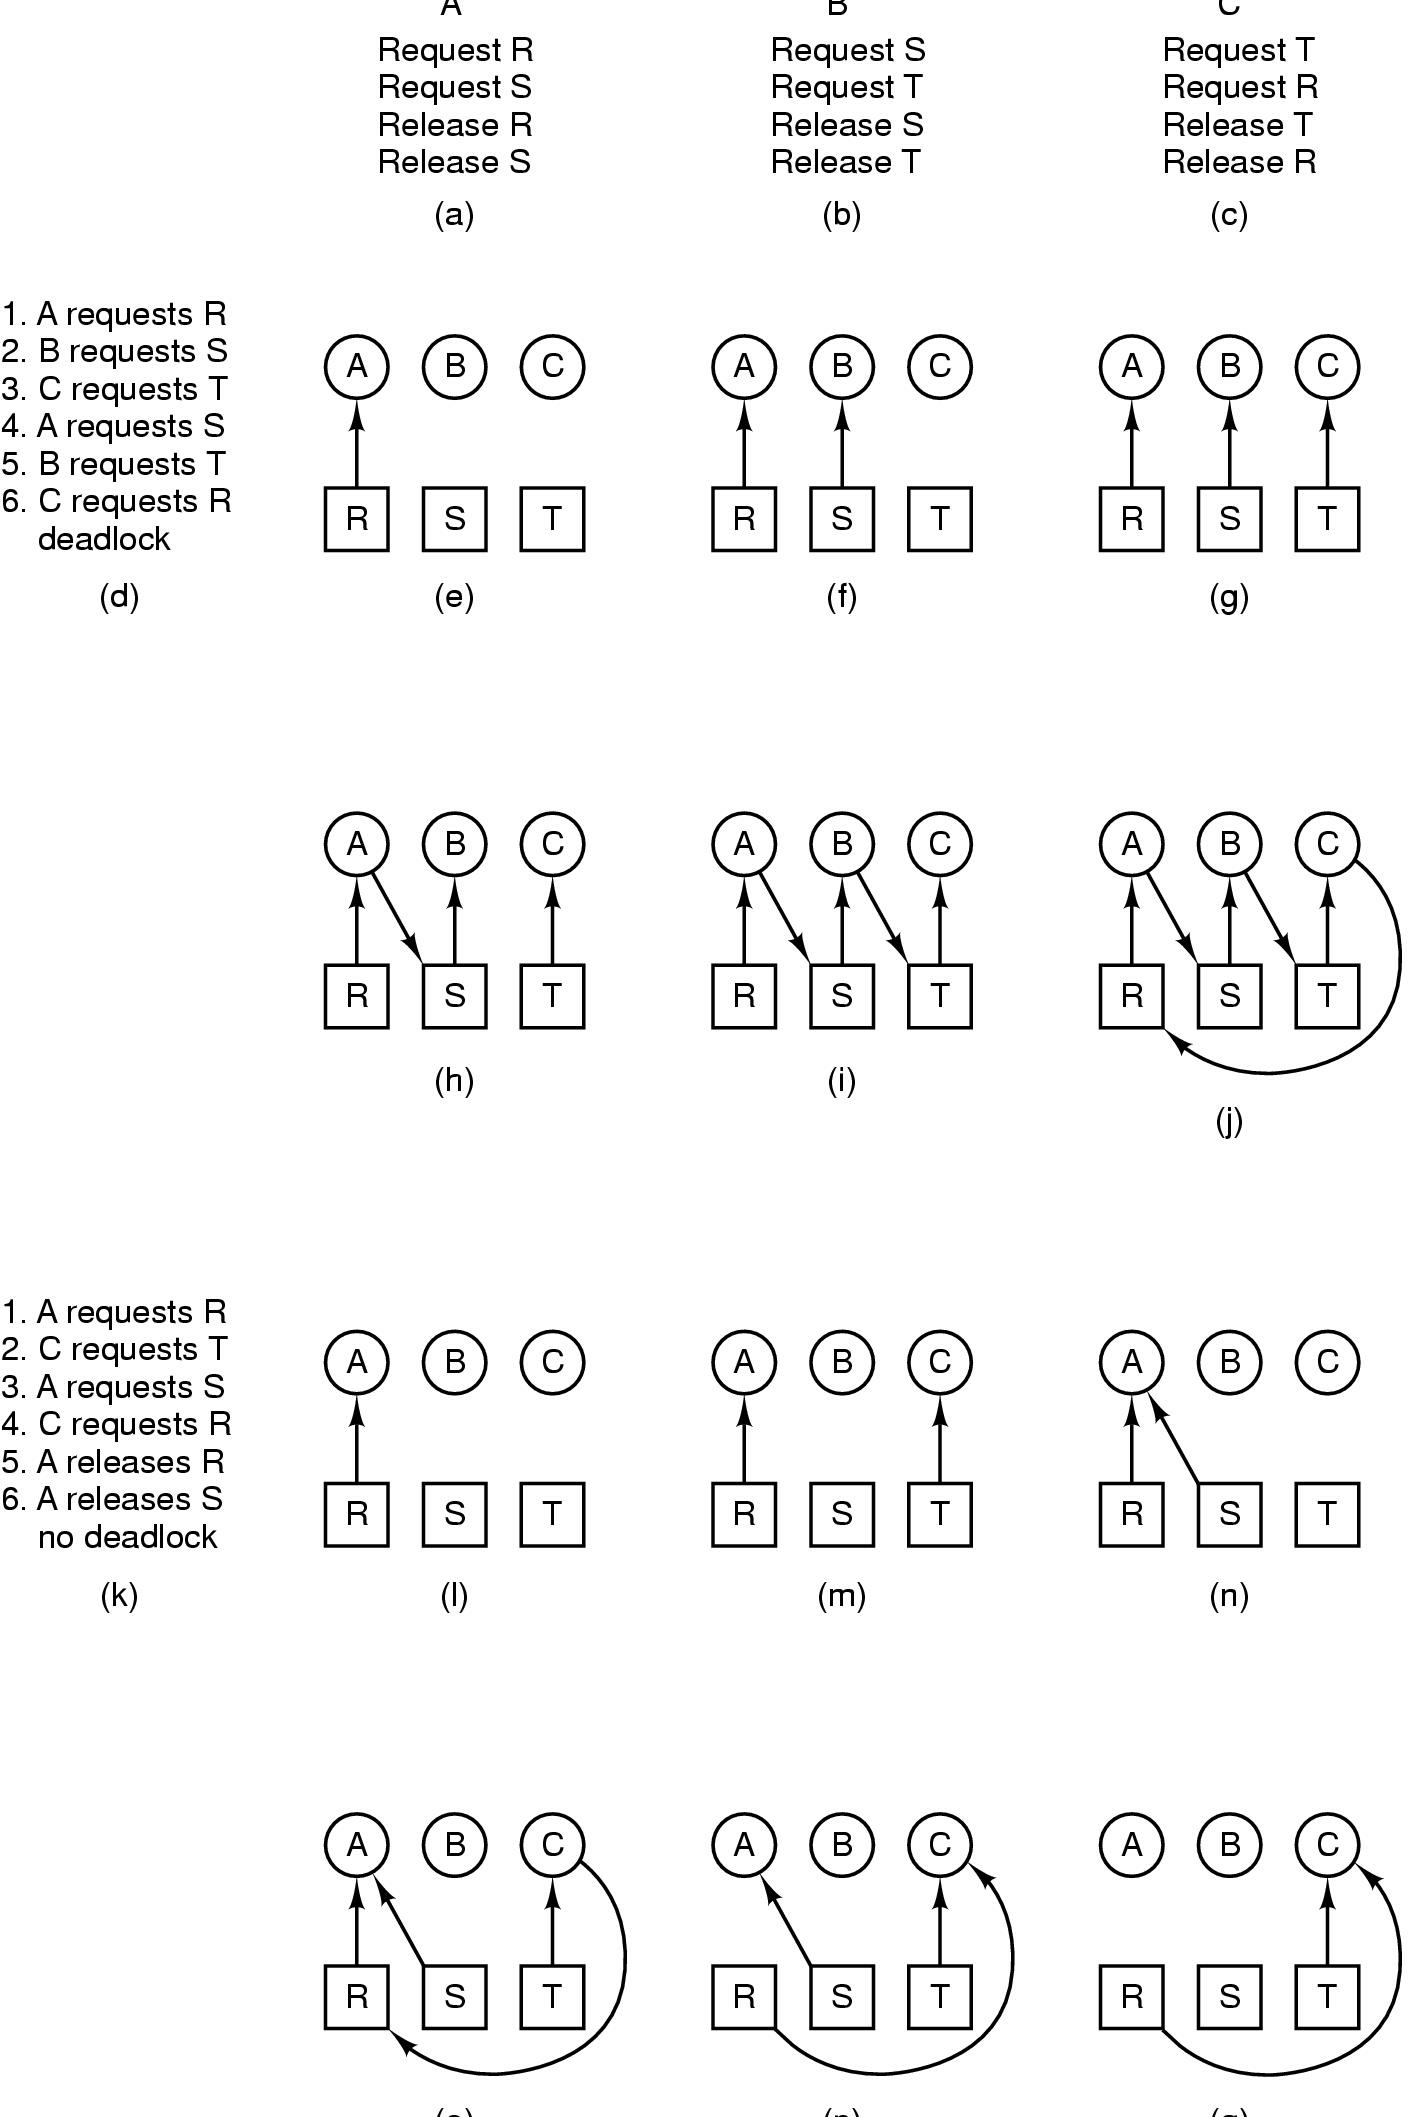 A B C
Request R Request S Request T
Request S Request T Request R
Release R Release S Release T
Release S Release T Release R
(a) (b) (c)
1. A requests R
2. B requests S
3. C requests T
4. A requests S
5. B requests T
6. C requests R
deadlock
(d)
A B C
R S T
(e)
A B C
R S T
(f)
A B C
R S T
(g)
A B C
R S T
(h)
A B C
R S T
(i)
A B C
R S T
(j)
1. A requests R
2. C requests T
3. A requests S
4. C requests R
5. A releases R
6. A releases S
no deadlock
(k)
A B C
R S T
(l)
A B C
R S T
(m)
A B C
R S T
(n)
A B C
R S T
A B C
R S T
A B C
R S T